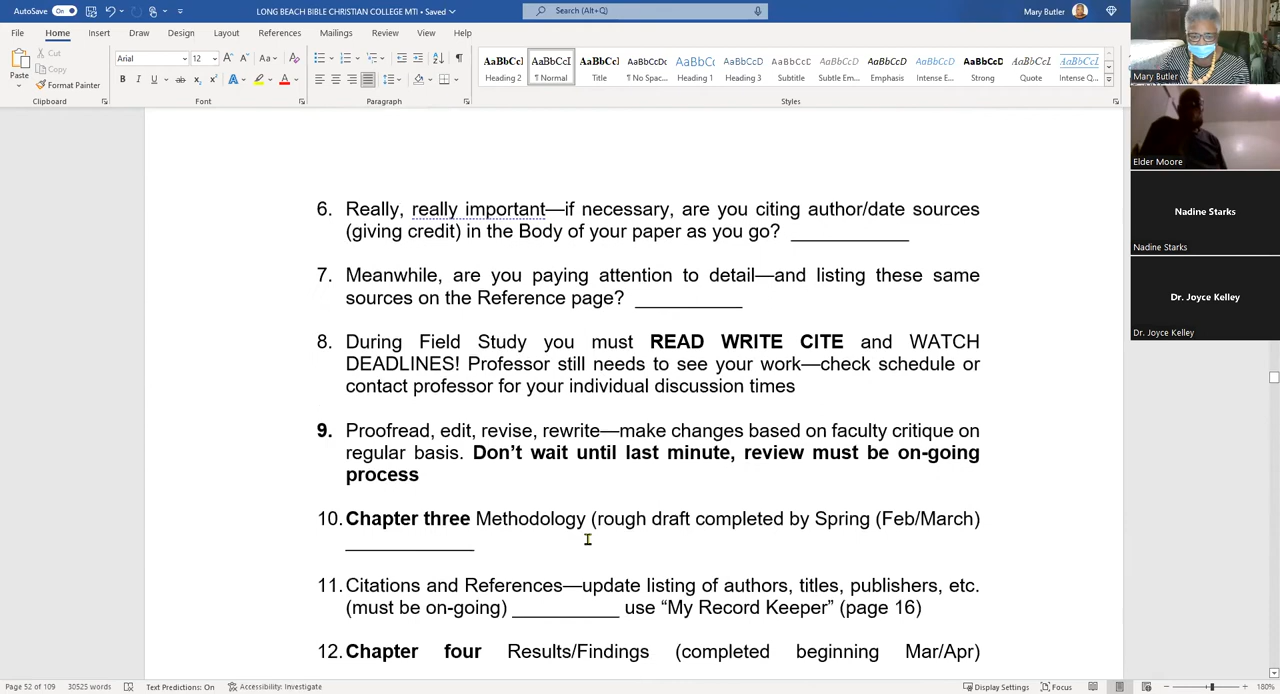 AutoSave On LONG BEACH BIBLE CHRISTIAN COLLEGE MTI • Saved Search (Alt+Q) Mary Butler
File Home Insert Draw Design Layout References Mailings Review View Help
Paste Cut Copy Format Painter
Arial 12
AaBbCcI AaBbCcI AaBbCcI AaBbCcDc AaBbCcI AaBbCcD AaBbCcDc AaBbCcDc AaBbCcDc AaBbCcDc AaBbCcDc AaBbCcDc AaBbCcDc
Heading 2 ¶ Normal Title ¶ No Spac... Heading 1 Heading 3 Subtitle Subtle Em... Emphasis Intense E... Strong Quote Intense Q...
Clipboard Font Paragraph Styles
Mary Butler
Elder Moore
Nadine Starks
Nadine Starks
Dr. Joyce Kelley
Dr. Joyce Kelley
6. Really, really important—if necessary, are you citing author/date sources
(giving credit) in the Body of your paper as you go? ____________
7. Meanwhile, are you paying attention to detail—and listing these same
sources on the Reference page? ___________
8. During Field Study you must READ WRITE CITE and WATCH
DEADLINES! Professor still needs to see your work—check schedule or
contact professor for your individual discussion times
9. Proofread, edit, revise, rewrite—make changes based on faculty critique on
regular basis. Don’t wait until last minute, review must be on-going
process
10. Chapter three Methodology (rough draft completed by Spring (Feb/March)
_____________
11. Citations and References—update listing of authors, titles, publishers, etc.
(must be on-going) ___________ use “My Record Keeper” (page 16)
12. Chapter four Results/Findings (completed beginning Mar/Apr)
Page 52 of 109 30525 words Text Predictions: On Accessibility: Investigate Display Settings Focus 180%